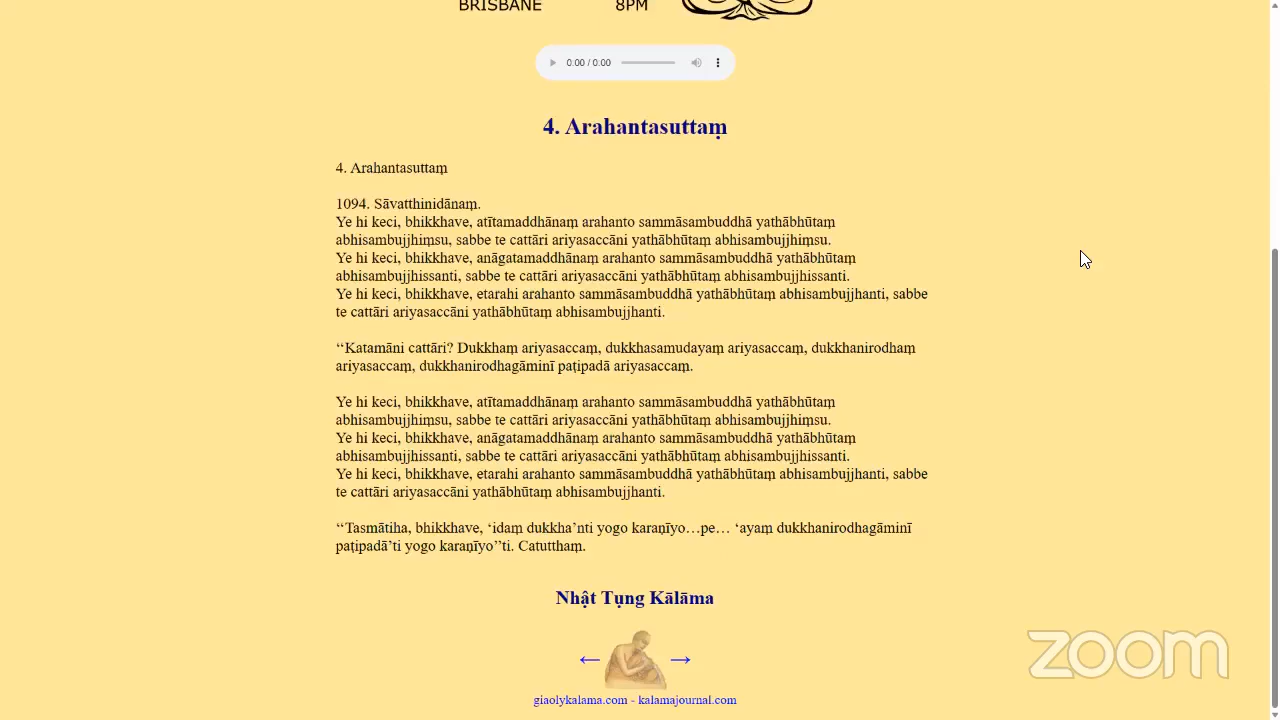 BRISBANE 8PM
0:00 / 0:00
4. Arahantasuttaṃ
4. Arahantasuttaṃ
1094. Sāvatthinidānaṃ.
Ye hi keci, bhikkhave, atītamaddhānaṃ arahanto sammāsambuddhā yathābhūtaṃ
abhisambujjhiṃsu, sabbe te cattāri ariyasaccāni yathābhūtaṃ abhisambujjhiṃsu.
Ye hi keci, bhikkhave, anāgatamaddhānaṃ arahanto sammāsambuddhā yathābhūtaṃ
abhisambujjhissanti, sabbe te cattāri ariyasaccāni yathābhūtaṃ abhisambujjhissanti.
Ye hi keci, bhikkhave, etarahi arahanto sammāsambuddhā yathābhūtaṃ abhisambujjhanti, sabbe
te cattāri ariyasaccāni yathābhūtaṃ abhisambujjhanti.
‘‘Katamāni cattāri? Dukkhaṃ ariyasaccaṃ, dukkhasamudayaṃ ariyasaccaṃ, dukkhanirodhaṃ
ariyasaccaṃ, dukkhanirodhagāminī paṭipadā ariyasaccaṃ.
Ye hi keci, bhikkhave, atītamaddhānaṃ arahanto sammāsambuddhā yathābhūtaṃ
abhisambujjhiṃsu, sabbe te cattāri ariyasaccāni yathābhūtaṃ abhisambujjhiṃsu.
Ye hi keci, bhikkhave, anāgatamaddhānaṃ arahanto sammāsambuddhā yathābhūtaṃ
abhisambujjhissanti, sabbe te cattāri ariyasaccāni yathābhūtaṃ abhisambujjhissanti.
Ye hi keci, bhikkhave, etarahi arahanto sammāsambuddhā yathābhūtaṃ abhisambujjhanti, sabbe
te cattāri ariyasaccāni yathābhūtaṃ abhisambujjhanti.
‘‘Tasmātiha, bhikkhave, ‘idaṃ dukkha’nti yogo karaṇīyo…pe… ‘ayaṃ dukkhanirodhagāminī
paṭipadā’ti yogo karaṇīyo’’ti. Catutthaṃ.
Nhật Tụng Kālāma
← →
giaolykalama.com - kalamajournal.com
zoom